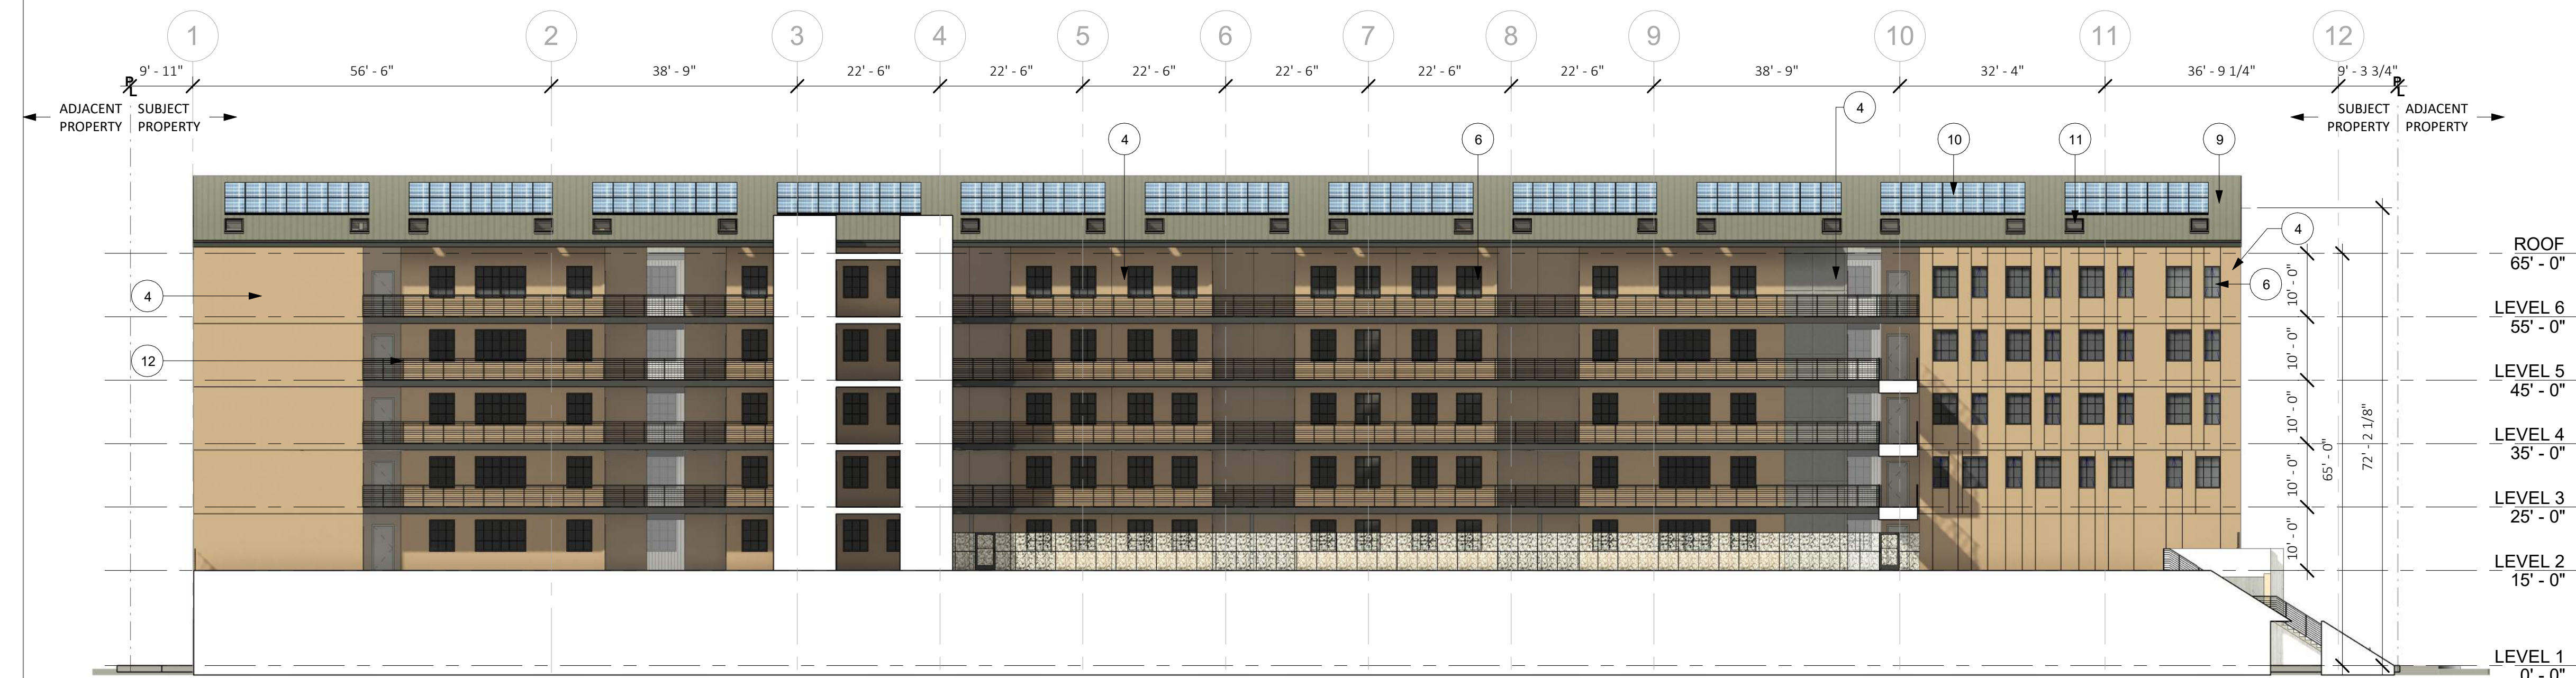 1 2 3 4 5 6 7 8 9 10 11 12
9' - 11" 56' - 6" 38' - 9" 22' - 6" 22' - 6" 22' - 6" 22' - 6" 22' - 6" 22' - 6" 38' - 9" 32' - 4" 36' - 9 1/4" 9' - 3 3/4"
PL PL
ADJACENT SUBJECT SUBJECT ADJACENT
PROPERTY PROPERTY PROPERTY PROPERTY
4
4 6 10 11 9
4
ROOF
65' - 0"
6
4
10' - 0"
LEVEL 6
55' - 0"
12
10' - 0"
LEVEL 5
45' - 0"
10' - 0"
72' - 2 1/8"
LEVEL 4
35' - 0"
65' - 0"
10' - 0"
LEVEL 3
25' - 0"
10' - 0"
LEVEL 2
15' - 0"
LEVEL 1
0' - 0"